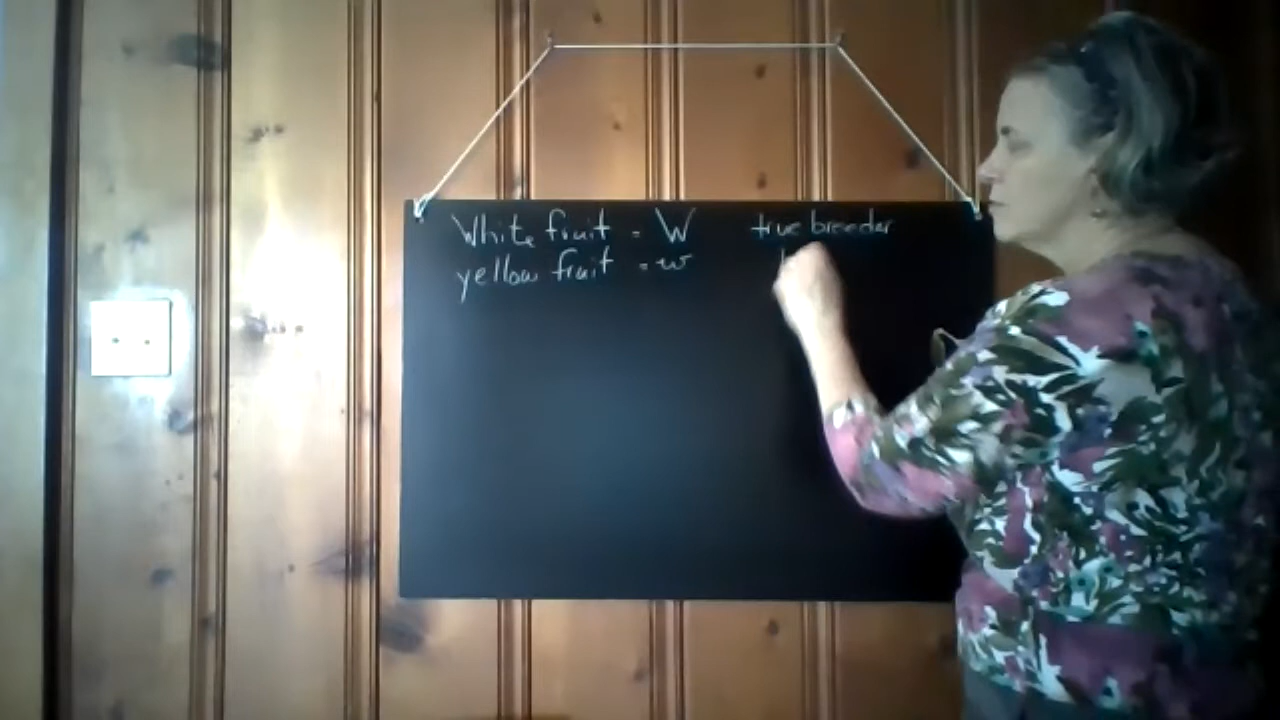 White fruit = W true breeder
yellow fruit = w